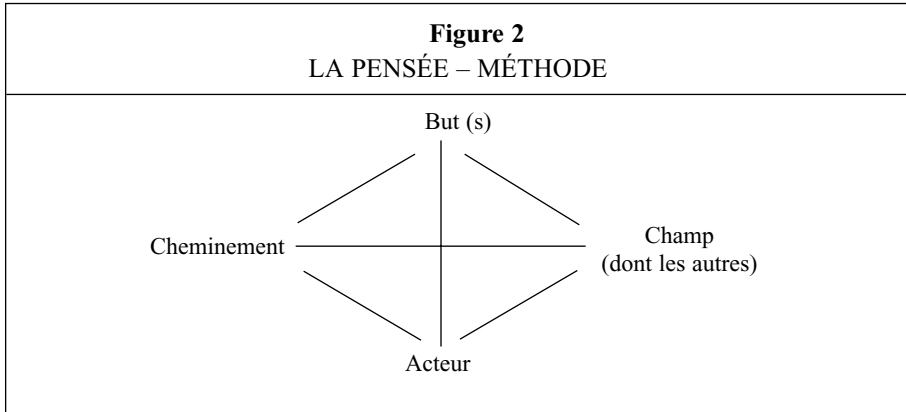 Figure 2
LA PENSÉE – MÉTHODE
But (s)
Cheminement
Champ
(dont les autres)
Acteur